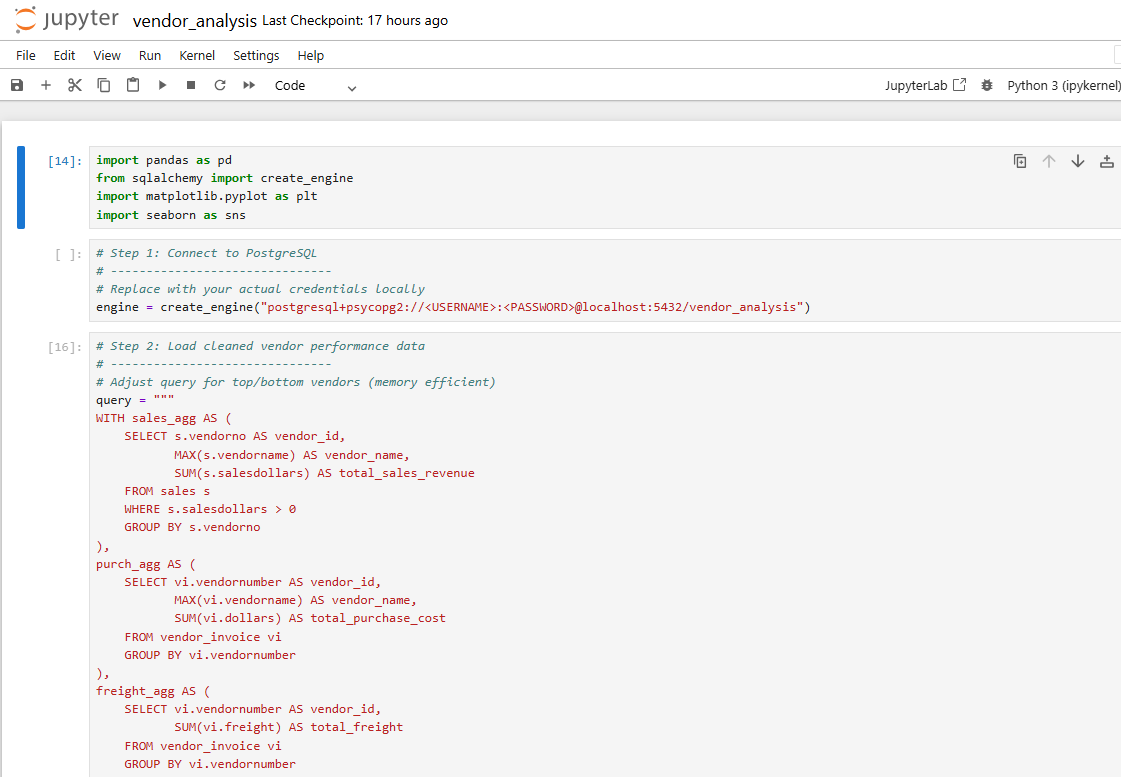 jupyter vendor_analysis Last Checkpoint: 17 hours ago
File Edit View Run Kernel Settings Help
Code JupyterLab Python 3 (ipykernel)
[14]: import pandas as pd
from sqlalchemy import create_engine
import matplotlib.pyplot as plt
import seaborn as sns
[ ]: # Step 1: Connect to PostgreSQL
# -------------------------------
# Replace with your actual credentials locally
engine = create_engine("postgresql+psycopg2://<USERNAME>:<PASSWORD>@localhost:5432/vendor_analysis")
[16]: # Step 2: Load cleaned vendor performance data
# -------------------------------
# Adjust query for top/bottom vendors (memory efficient)
query = """
WITH sales_agg AS (
    SELECT s.vendorno AS vendor_id,
           MAX(s.vendorname) AS vendor_name,
           SUM(s.salesdollars) AS total_sales_revenue
    FROM sales s
    WHERE s.salesdollars > 0
    GROUP BY s.vendorno
),
purch_agg AS (
    SELECT vi.vendornumber AS vendor_id,
           MAX(vi.vendorname) AS vendor_name,
           SUM(vi.dollars) AS total_purchase_cost
    FROM vendor_invoice vi
    GROUP BY vi.vendornumber
),
freight_agg AS (
    SELECT vi.vendornumber AS vendor_id,
           SUM(vi.freight) AS total_freight
    FROM vendor_invoice vi
    GROUP BY vi.vendornumber